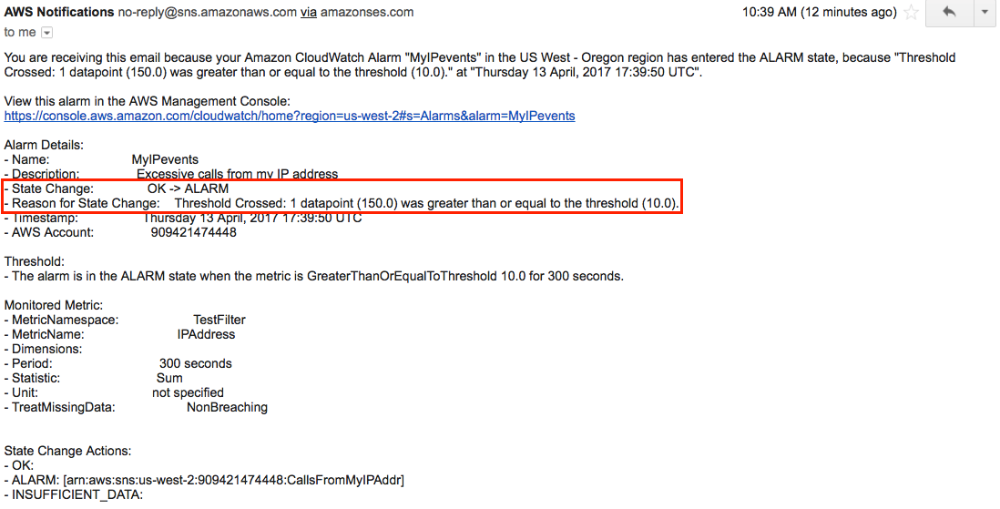 AWS Notifications no-reply@sns.amazonaws.com via amazonses.com 10:39 AM (12 minutes ago)
to me
You are receiving this email because your Amazon CloudWatch Alarm "MyIPevents" in the US West - Oregon region has entered the ALARM state, because "Threshold
Crossed: 1 datapoint (150.0) was greater than or equal to the threshold (10.0)." at "Thursday 13 April, 2017 17:39:50 UTC".
View this alarm in the AWS Management Console:
https://console.aws.amazon.com/cloudwatch/home?region=us-west-2#s=Alarms&alarm=MyIPevents
Alarm Details:
- Name: MyIPevents
- Description: Excessive calls from my IP address
- State Change: OK -> ALARM
- Reason for State Change: Threshold Crossed: 1 datapoint (150.0) was greater than or equal to the threshold (10.0).
- Timestamp: Thursday 13 April, 2017 17:39:50 UTC
- AWS Account: 909421474448
Threshold:
- The alarm is in the ALARM state when the metric is GreaterThanOrEqualToThreshold 10.0 for 300 seconds.
Monitored Metric:
- MetricNamespace: TestFilter
- MetricName: IPAddress
- Dimensions:
- Period: 300 seconds
- Statistic: Sum
- Unit: not specified
- TreatMissingData: NonBreaching
State Change Actions:
- OK:
- ALARM: [arn:aws:sns:us-west-2:909421474448:CallsFromMyIPAddr]
- INSUFFICIENT_DATA: